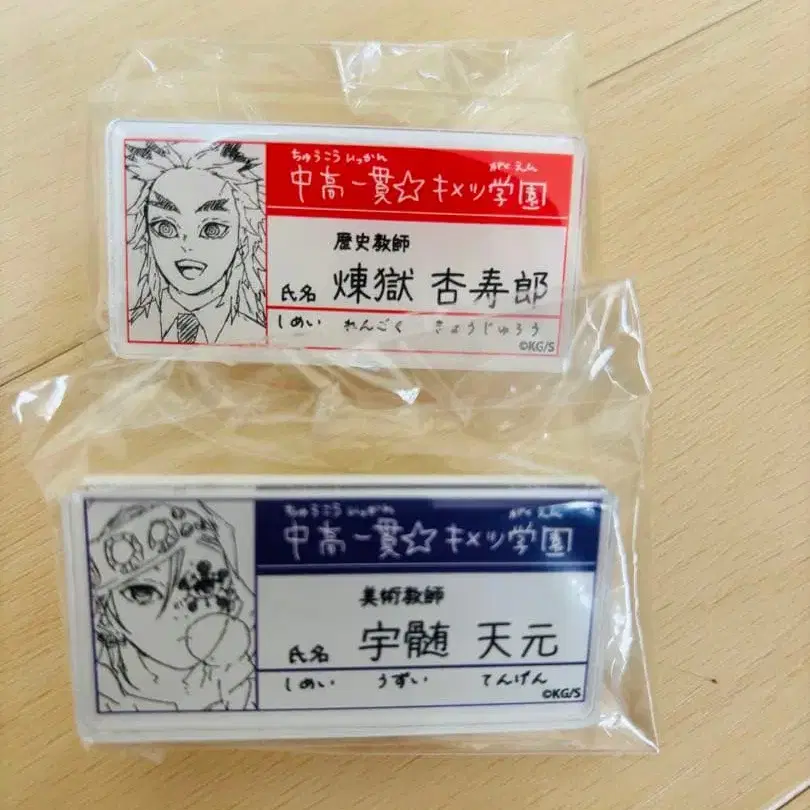 ちゅうこういっかん がくえん
中高一貫☆キメツ学園
歴史教師
氏名 煉獄 杏寿郎
しめい れんごく きょうじゅろう
©KG/S
ちゅうこういっかん がくえん
中高一貫☆キメツ学園
美術教師
氏名 宇髄 天元
しめい うずい てんげん
©KG/S